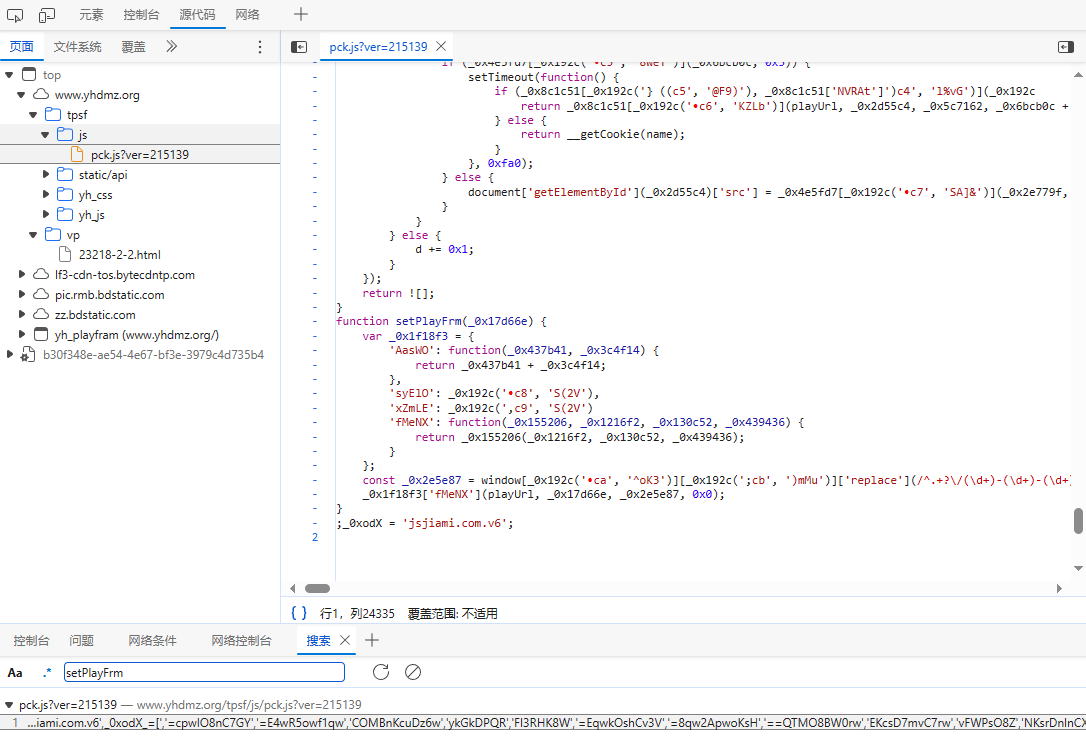 元素 控制台 源代码 网络
页面 文件系统 覆盖
pck.js?ver=215139
top
www.yhdmz.org
tpsf
js
pck.js?ver=215139
static/api
yh_css
yh_js
vp
23218-2-2.html
lf3-cdn-tos.bytecdntp.com
pic.rmb.bdstatic.com
zz.bdstatic.com
yh_playfram (www.yhdmz.org/)
b30f348e-ae54-4e67-bf3e-3979c4d735b4
setTimeout(function() {
if (_0x8c1c51[_0x192c('} ((c5', '@F9)'), _0x8c1c51['NVRAt']')c4', 'l%vG')](_0x192c
return _0x8c1c51[_0x192c('•c6', 'KZLb')](playUrl, _0x2d55c4, _0x5c7162, _0x6bcb0c +
} else {
return __getCookie(name);
}
}, 0xfa0);
} else {
document['getElementById'](_0x2d55c4)['src'] = _0x4e5fd7[_0x192c('•c7', 'SA]&')](_0x2e779f,
}
}
} else {
d += 0x1;
}
});
return ![];
}
function setPlayFrm(_0x17d66e) {
var _0x1f18f3 = {
'AasWO': function(_0x437b41, _0x3c4f14) {
return _0x437b41 + _0x3c4f14;
},
'syElO': _0x192c('•c8', 'S(2V'),
'xZmLE': _0x192c(',c9', 'S(2V')
'fMeNX': function(_0x155206, _0x1216f2, _0x130c52, _0x439436) {
return _0x155206(_0x1216f2, _0x130c52, _0x439436);
}
};
const _0x2e5e87 = window[_0x192c('•ca', '^oK3')][_0x192c(';cb', ')mMu')]['replace'](/^.+?\/(\d+)-(\d+)-(\d+)
_0x1f18f3['fMeNX'](playUrl, _0x17d66e, _0x2e5e87, 0x0);
}
;_0xodX = 'jsjiami.com.v6';
2
{ } 行1，列24335 覆盖范围: 不适用
控制台 问题 网络条件 网络控制台 搜索
Aa .* setPlayFrm
pck.js?ver=215139 — www.yhdmz.org/tpsf/js/pck.js?ver=215139
1 …iami.com.v6',_0xodX_=[','=cpwIO8nC7GY','=E4wR5owf1qw','COMBnKcuDz6w','ykGkDPQR','Fl3RHK8W','=EqwkOshCv3V','=8qw2ApwoKsH','==QTMO8BW0rw','EKcsD7mvC7rw','vFWPsO8Z','NKsrDnInCX